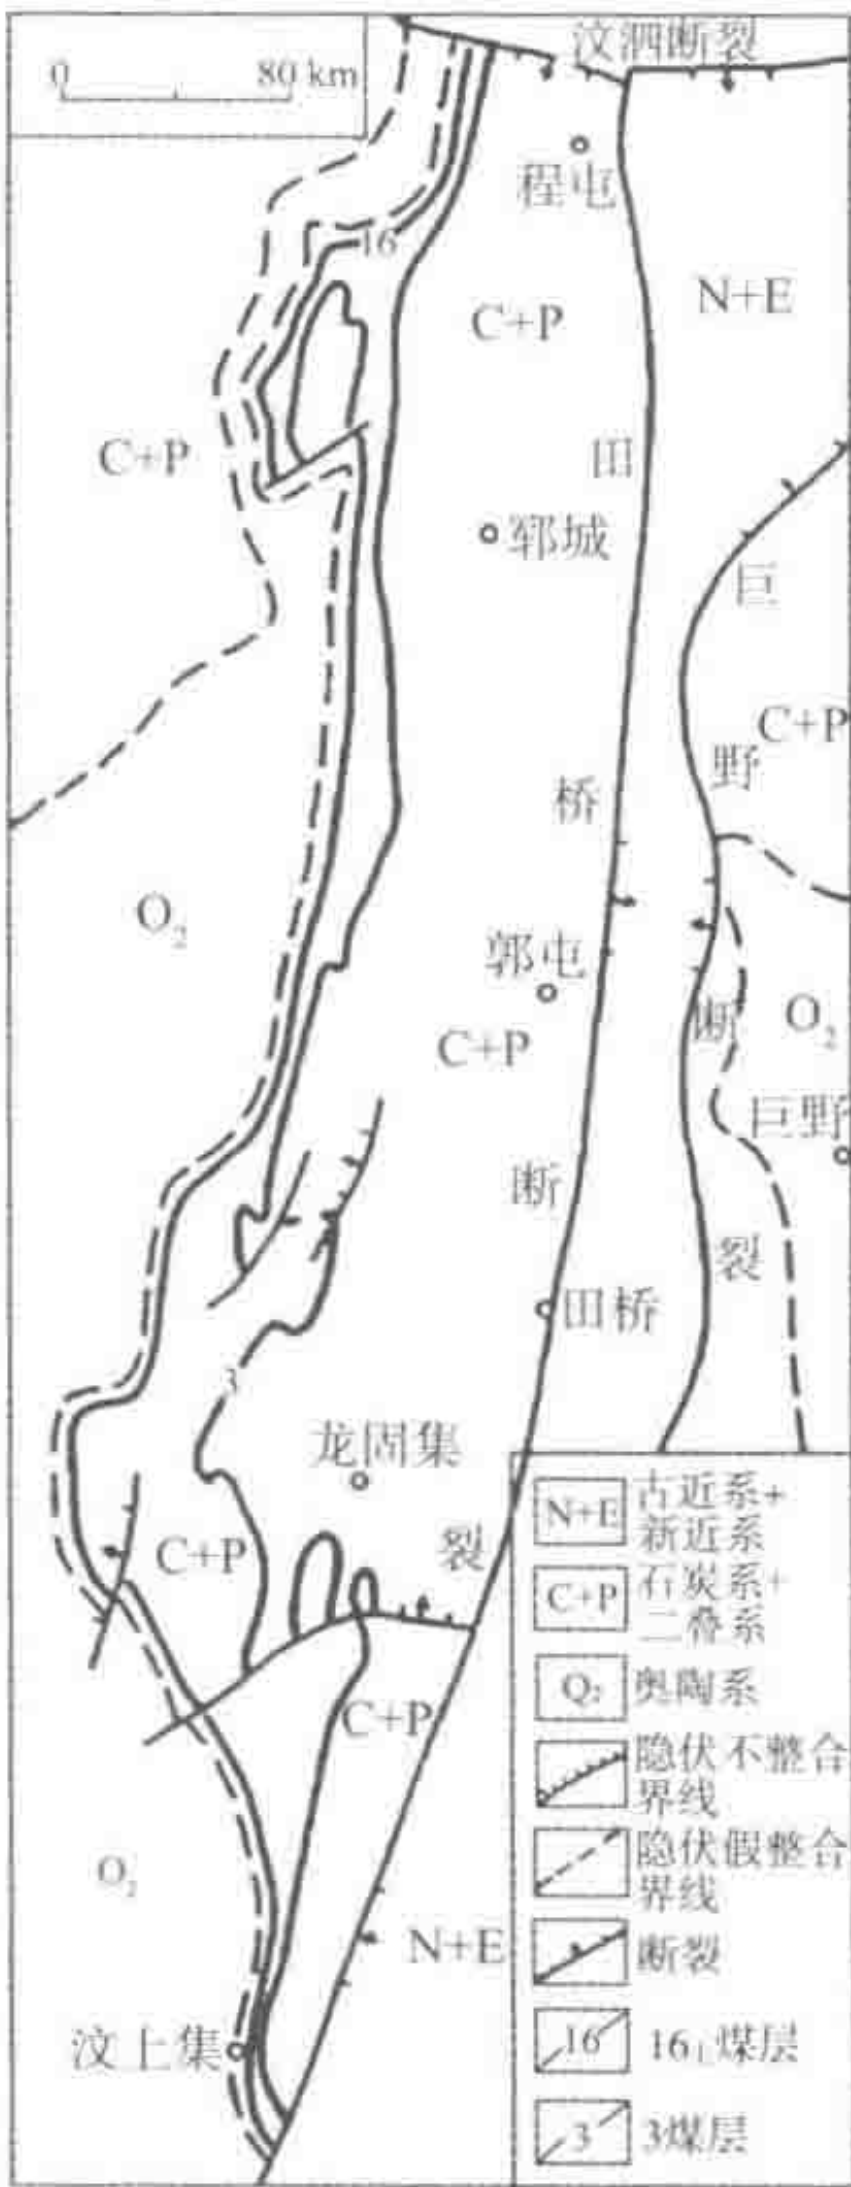 汶泗断裂
0 80 km
程屯
16
N+E
C+P
C+P
田
郓城
巨
C+P
野
桥
O₂
郭屯
断
O₂
C+P
巨野
断
裂
田桥
3
龙固集
裂
C+P
C+P
O₂
N+E
汶上集
N+E 古近系+
新近系
C+P 石炭系+
二叠系
Q₂ 奥陶系
隐伏不整合
界线
隐伏假整合
界线
断裂
16 16上煤层
3 3煤层